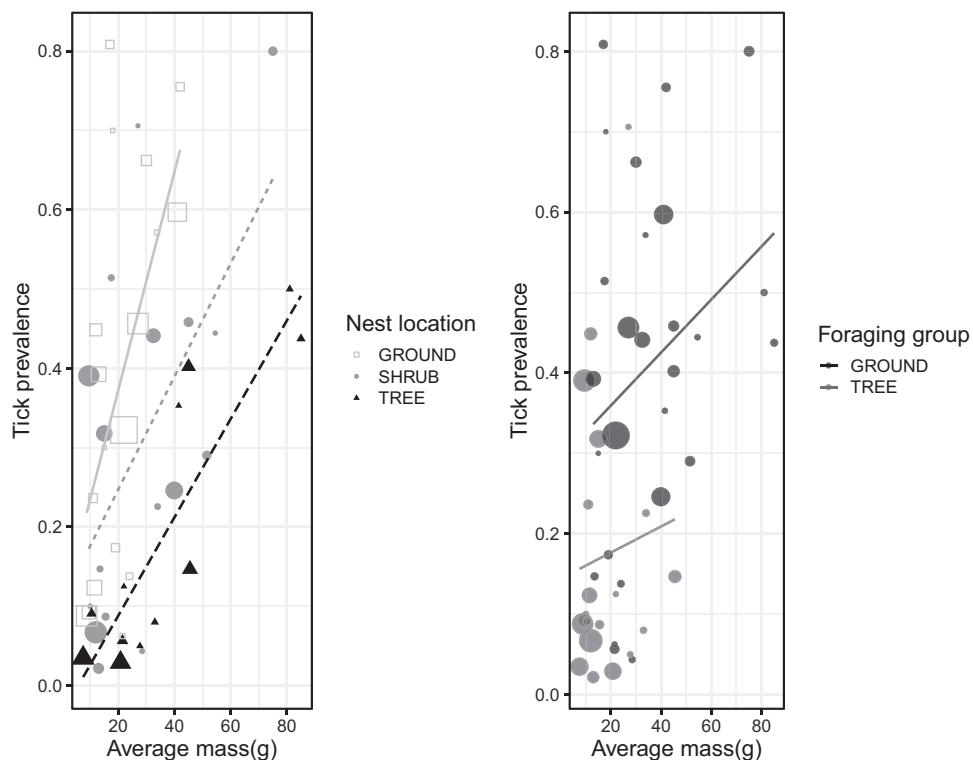 0.8
0.6
0.4
0.2
0.0
Tick prevalence
20 40 60 80
Average mass(g)
Nest location
GROUND
SHRUB
TREE
0.8
0.6
0.4
0.2
0.0
Tick prevalence
20 40 60 80
Average mass(g)
Foraging group
GROUND
TREE